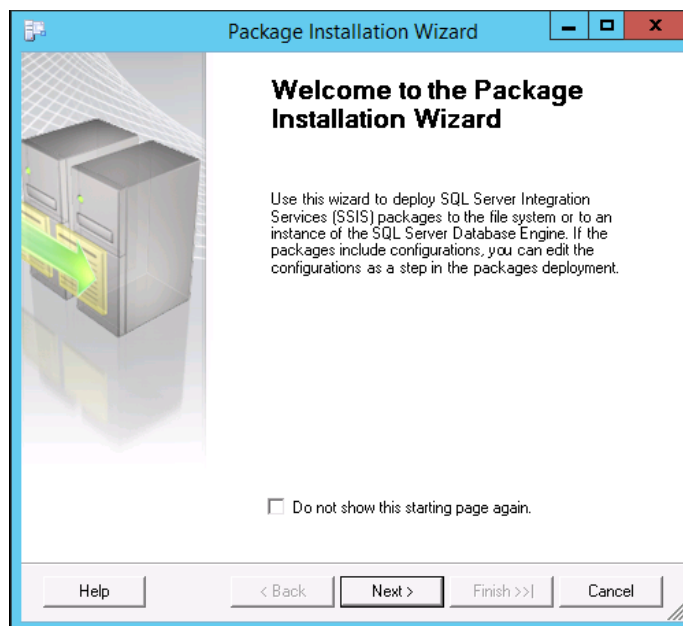 Package Installation Wizard
Welcome to the Package
Installation Wizard
Use this wizard to deploy SQL Server Integration
Services (SSIS) packages to the file system or to an
instance of the SQL Server Database Engine. If the
packages include configurations, you can edit the
configurations as a step in the packages deployment.
Do not show this starting page again.
Help
< Back
Next >
Finish >>|
Cancel